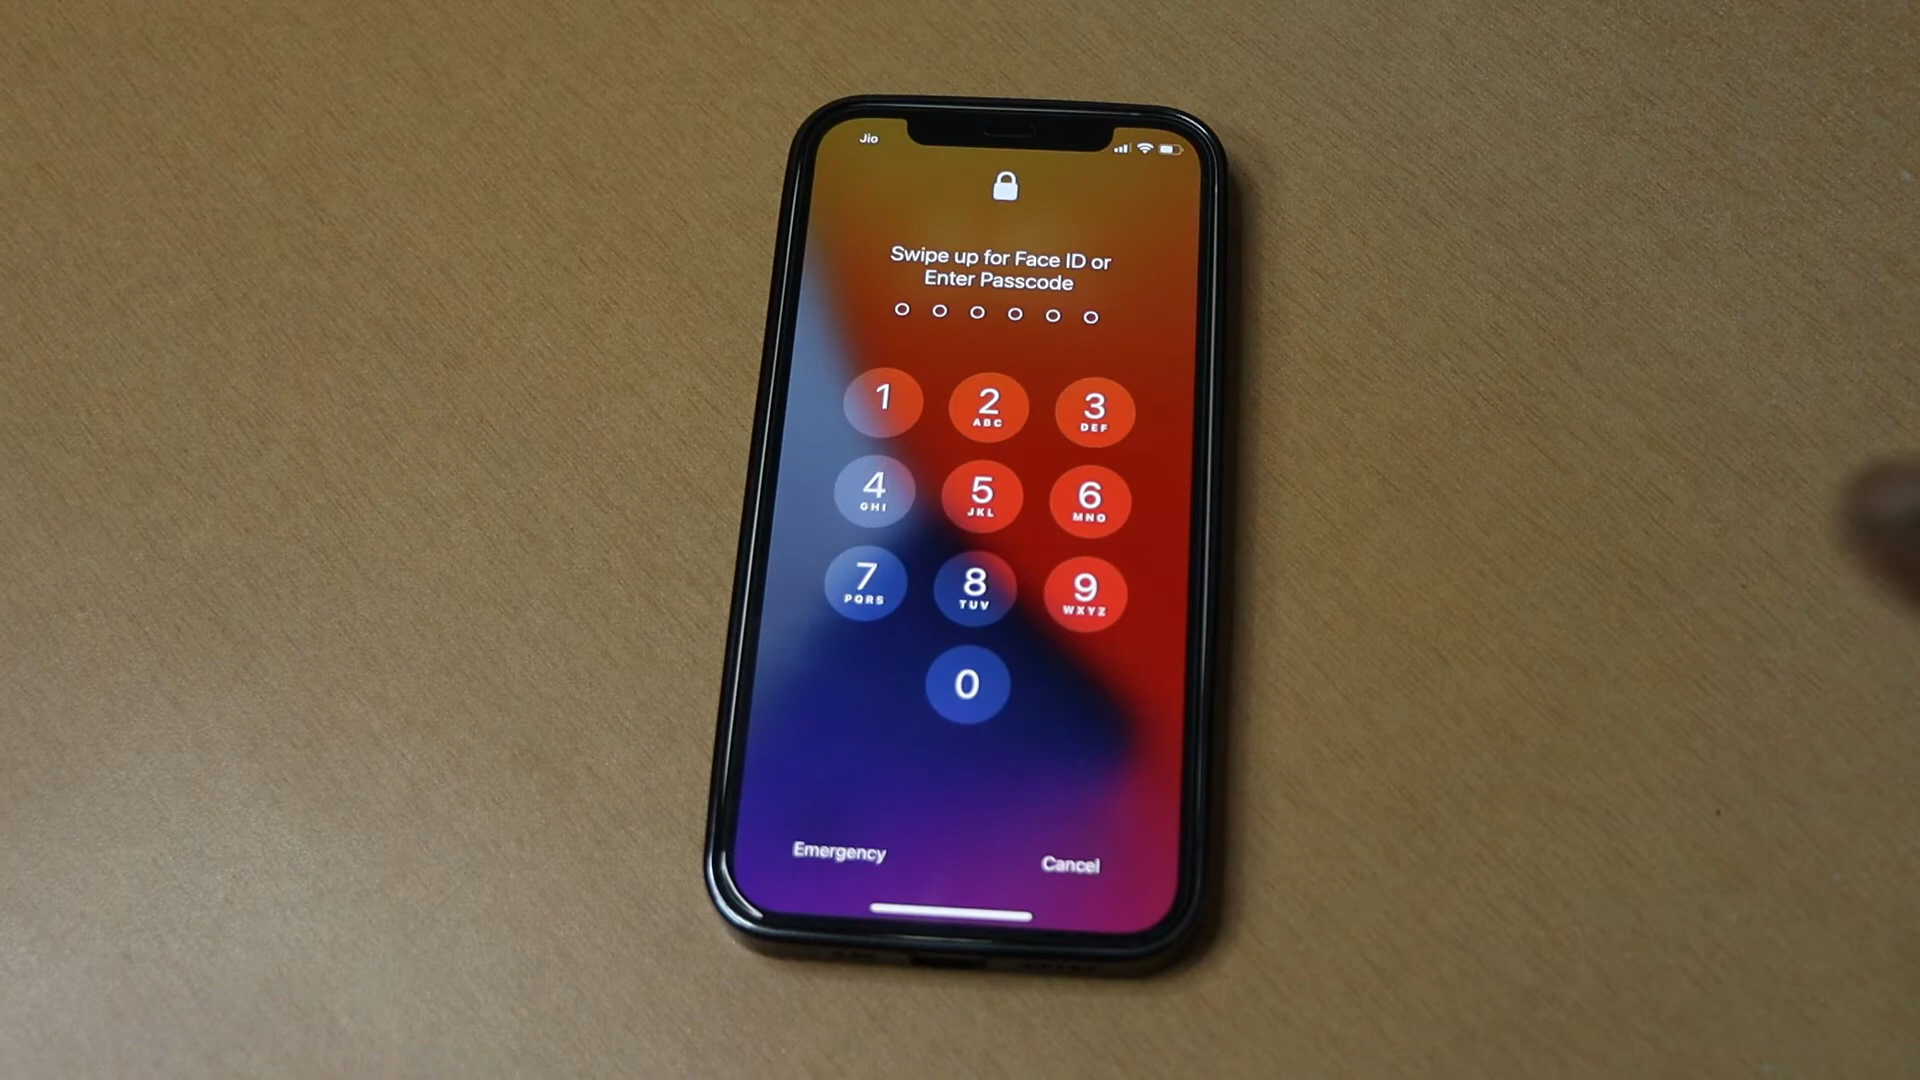 Jio
Swipe up for Face ID or
Enter Passcode
1 2 3
ABC DEF
4 5 6
GHI JKL MNO
7 8 9
PQRS TUV WXYZ
0
Emergency Cancel